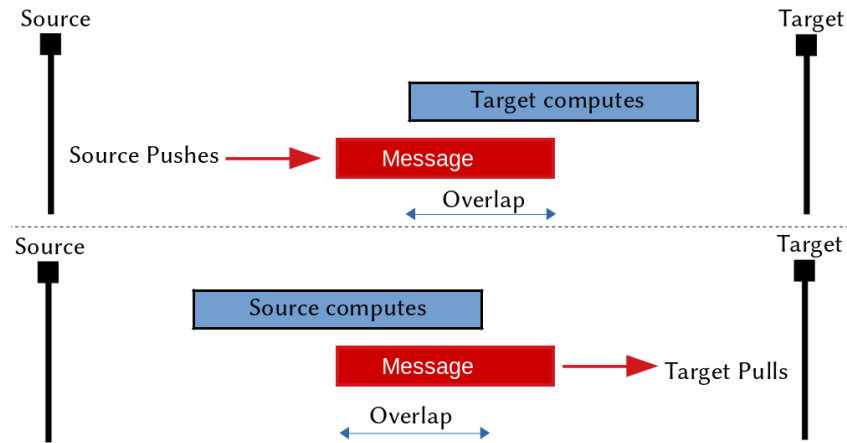 Source
Target
Target computes
Source Pushes
Message
Overlap
Source
Target
Source computes
Message
Target Pulls
Overlap